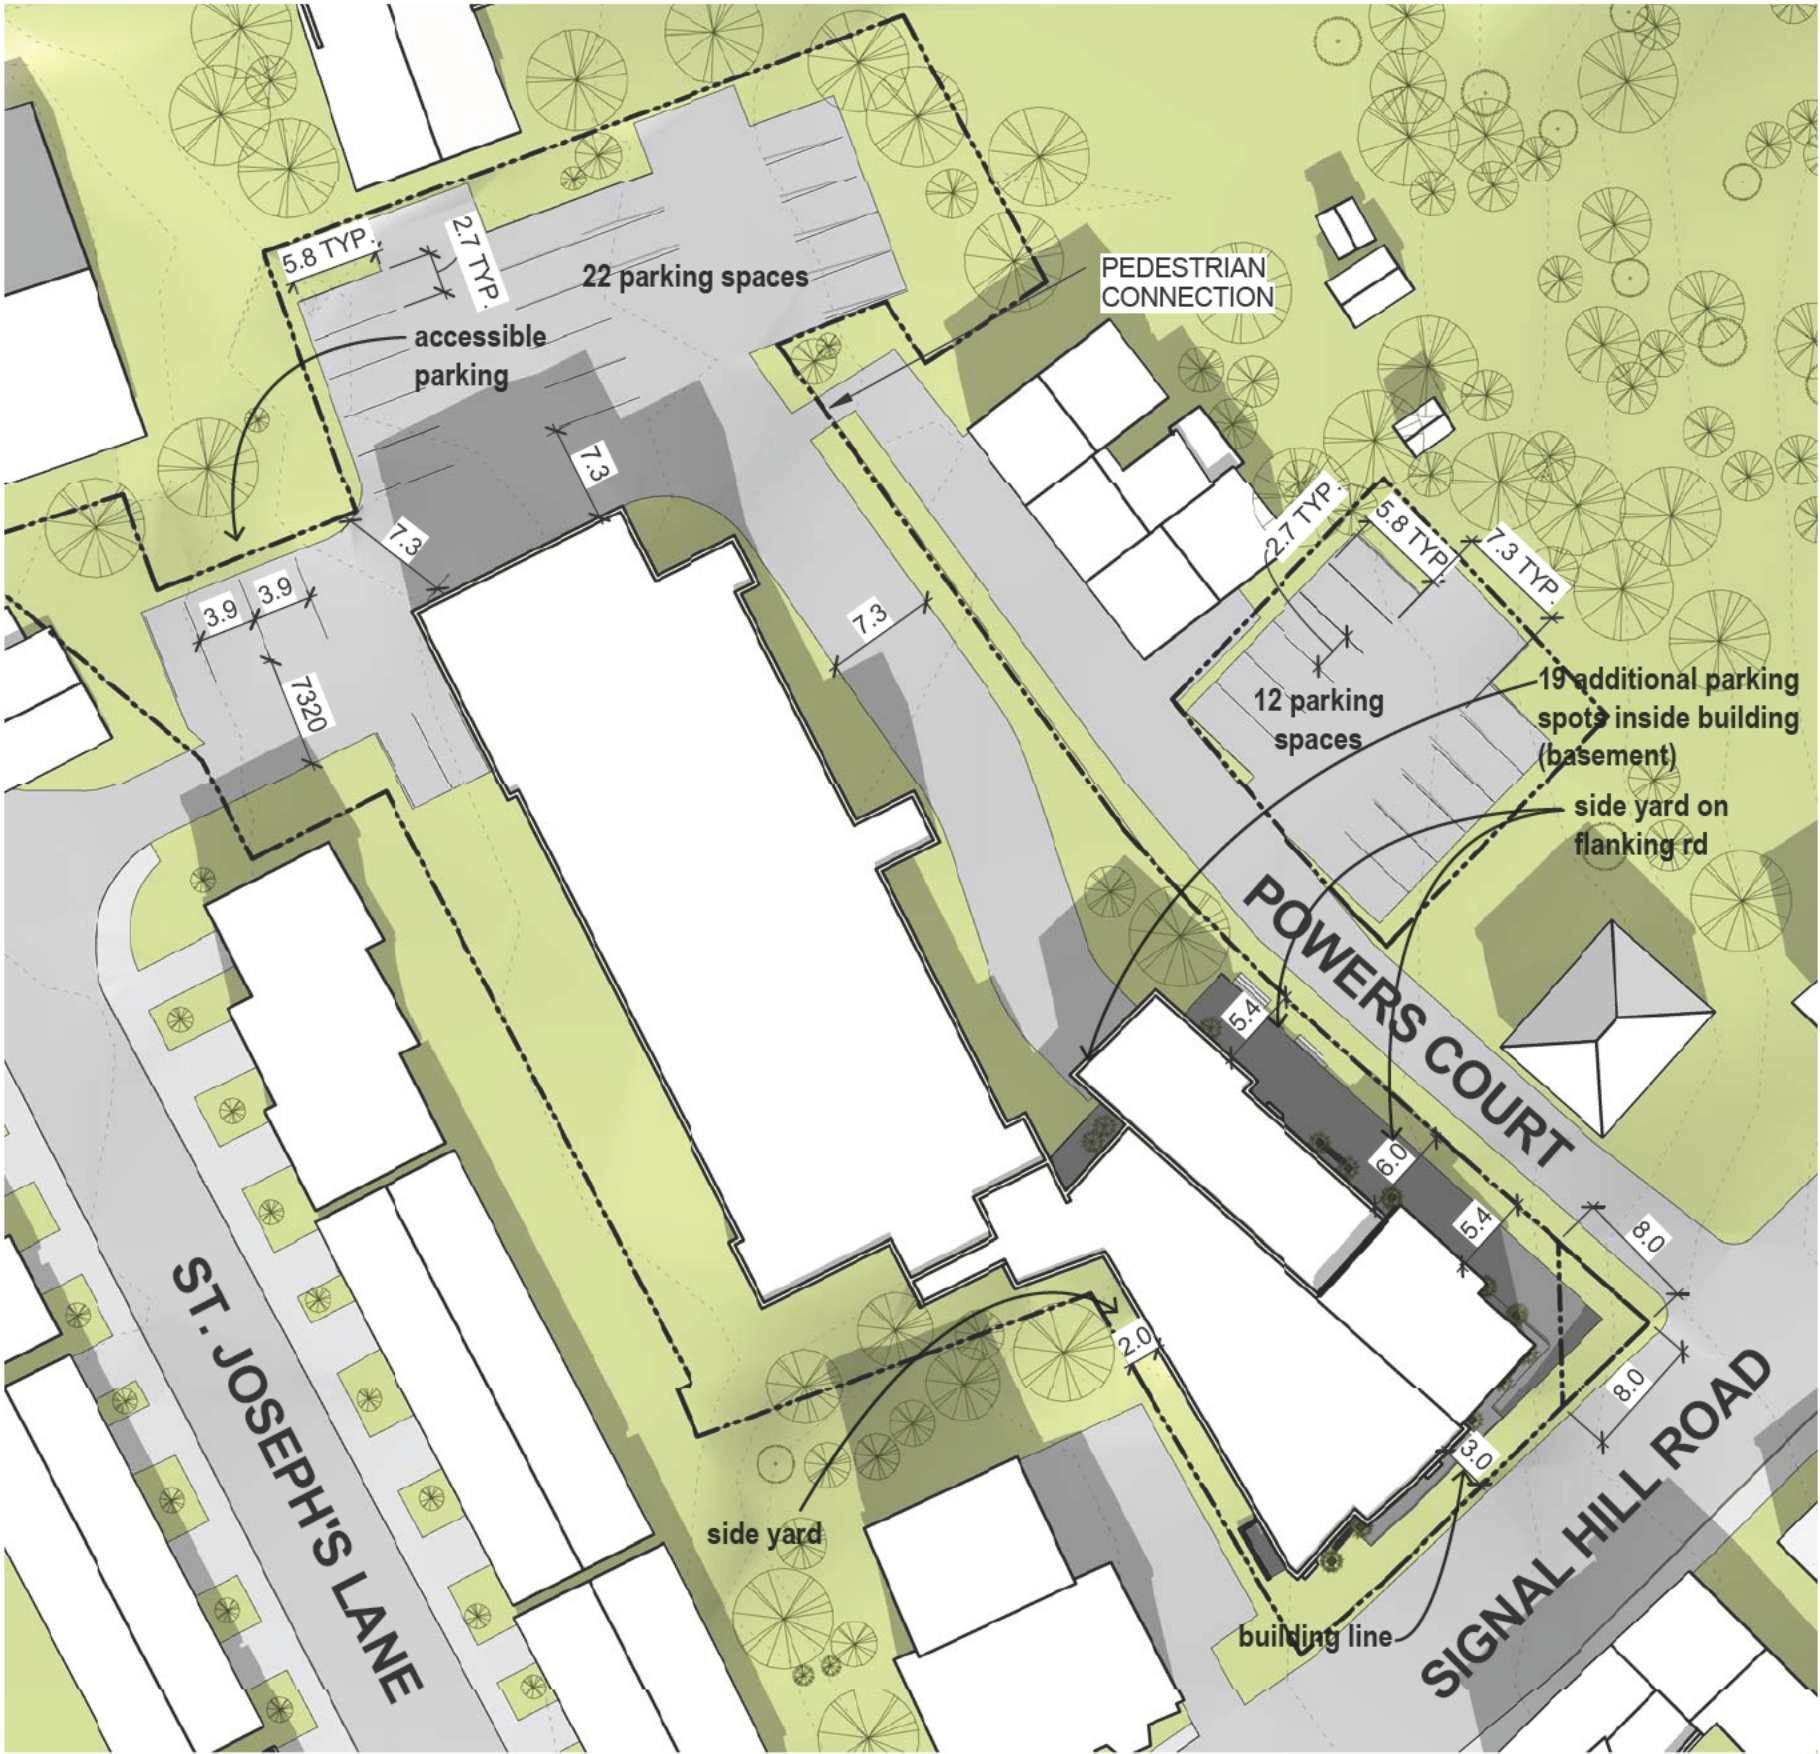 5.8 TYP.
2.7 TYP.
22 parking spaces
PEDESTRIAN
CONNECTION
accessible
parking
7.3
7.3
3.9
3.9
7320
7.3
2.7 TYP.
5.8 TYP.
7.3 TYP.
12 parking
spaces
19 additional parking
spots inside building
(basement)
side yard on
flanking rd
POWERS COURT
5.4
6.0
5.4
8.0
8.0
2.0
3.0
ST. JOSEPH'S LANE
side yard
building line
SIGNAL HILL ROAD